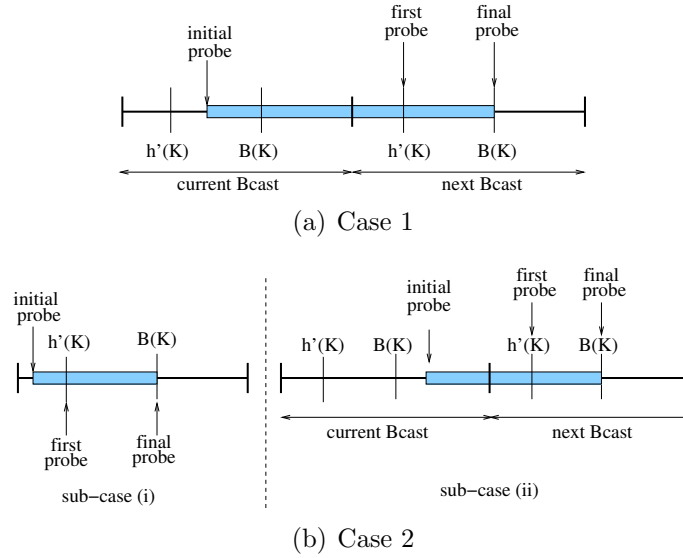 initial
probe
first
probe
final
probe
h'(K)
B(K)
h'(K)
B(K)
current Bcast
next Bcast
(a) Case 1
initial
probe
h'(K)
B(K)
first
probe
final
probe
sub−case (i)
h'(K)
B(K)
initial
probe
first
probe
h'(K)
final
probe
B(K)
current Bcast
next Bcast
sub−case (ii)
(b) Case 2